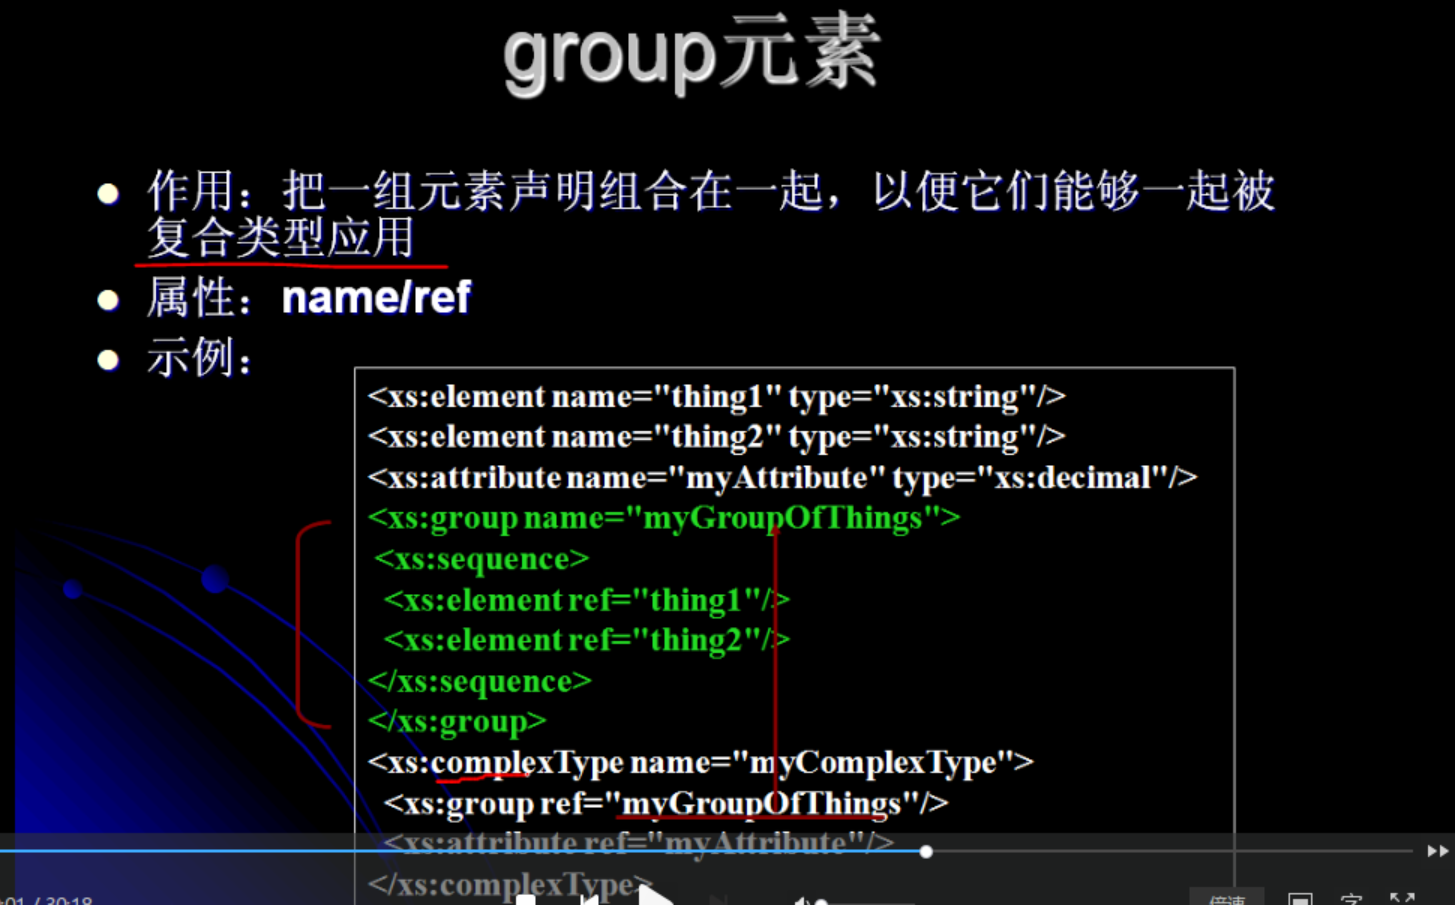 group元素
作用：把一组元素声明组合在一起，以便它们能够一起被
复合类型应用
属性：name/ref
示例：
<xs:element name="thing1" type="xs:string"/>
<xs:element name="thing2" type="xs:string"/>
<xs:attribute name="myAttribute" type="xs:decimal"/>
<xs:group name="myGroupOfThings">
<xs:sequence>
<xs:element ref="thing1"/>
<xs:element ref="thing2"/>
</xs:sequence>
</xs:group>
<xs:complexType name="myComplexType">
<xs:group ref="myGroupOfThings"/>
<xs:attribute ref="myAttribute"/>
</xs:complexType>
:01 / 30:18
倍速
字